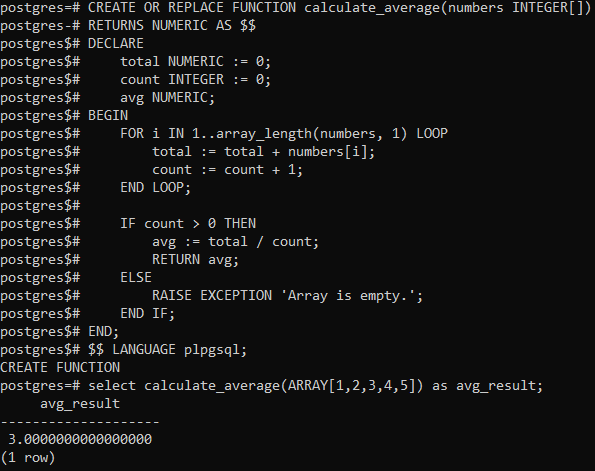 postgres=# CREATE OR REPLACE FUNCTION calculate_average(numbers INTEGER[])
postgres-# RETURNS NUMERIC AS $$
postgres$# DECLARE
postgres$#     total NUMERIC := 0;
postgres$#     count INTEGER := 0;
postgres$#     avg NUMERIC;
postgres$# BEGIN
postgres$#     FOR i IN 1..array_length(numbers, 1) LOOP
postgres$#         total := total + numbers[i];
postgres$#         count := count + 1;
postgres$#     END LOOP;
postgres$#
postgres$#     IF count > 0 THEN
postgres$#         avg := total / count;
postgres$#         RETURN avg;
postgres$#     ELSE
postgres$#         RAISE EXCEPTION 'Array is empty.';
postgres$#     END IF;
postgres$# END;
postgres$# $$ LANGUAGE plpgsql;
CREATE FUNCTION
postgres=# select calculate_average(ARRAY[1,2,3,4,5]) as avg_result;
     avg_result
--------------------
 3.0000000000000000
(1 row)